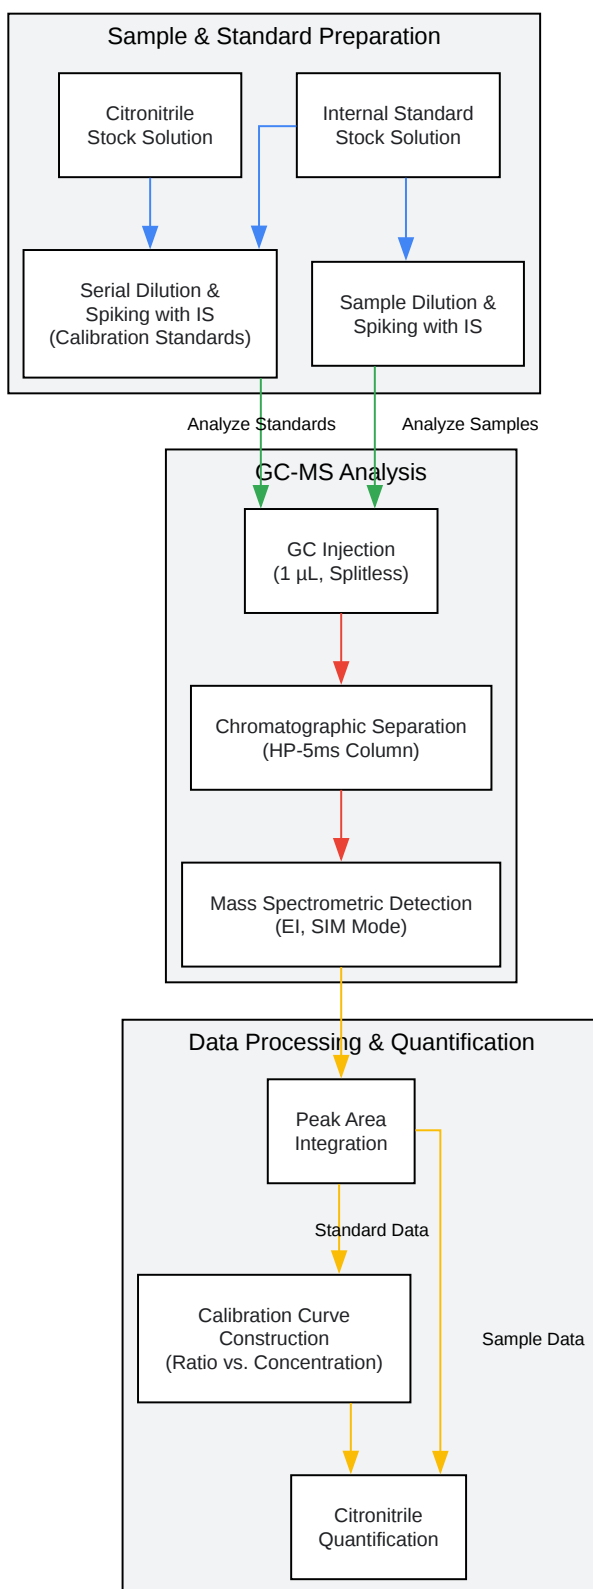 Sample & Standard Preparation
Citronitrile
Stock Solution
Internal Standard
Stock Solution
Serial Dilution &
Spiking with IS
(Calibration Standards)
Sample Dilution &
Spiking with IS
Analyze Standards
Analyze Samples
GC-MS Analysis
GC Injection
(1 µL, Splitless)
Chromatographic Separation
(HP-5ms Column)
Mass Spectrometric Detection
(EI, SIM Mode)
Data Processing & Quantification
Peak Area
Integration
Standard Data
Calibration Curve
Construction
(Ratio vs. Concentration)
Sample Data
Citronitrile
Quantification